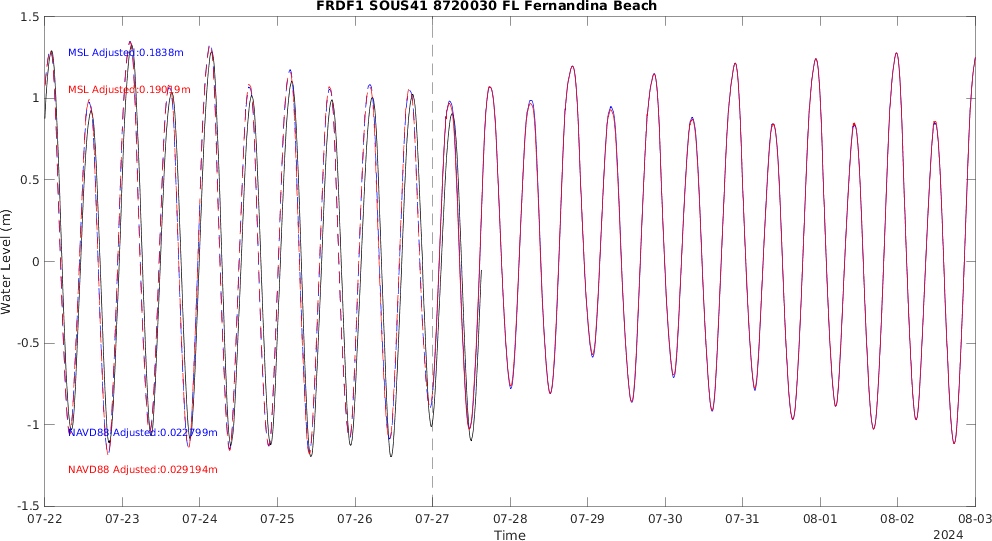 FRDF1 SOUS41 8720030 FL Fernandina Beach
1.5
MSL Adjusted:0.1838m
MSL Adjusted:0.19019m
1
0.5
0
-0.5
-1
NAVD88 Adjusted:0.022799m
NAVD88 Adjusted:0.029194m
-1.5
Water Level (m)
07-22 07-23 07-24 07-25 07-26 07-27 07-28 07-29 07-30 07-31 08-01 08-02 08-03
Time
2024